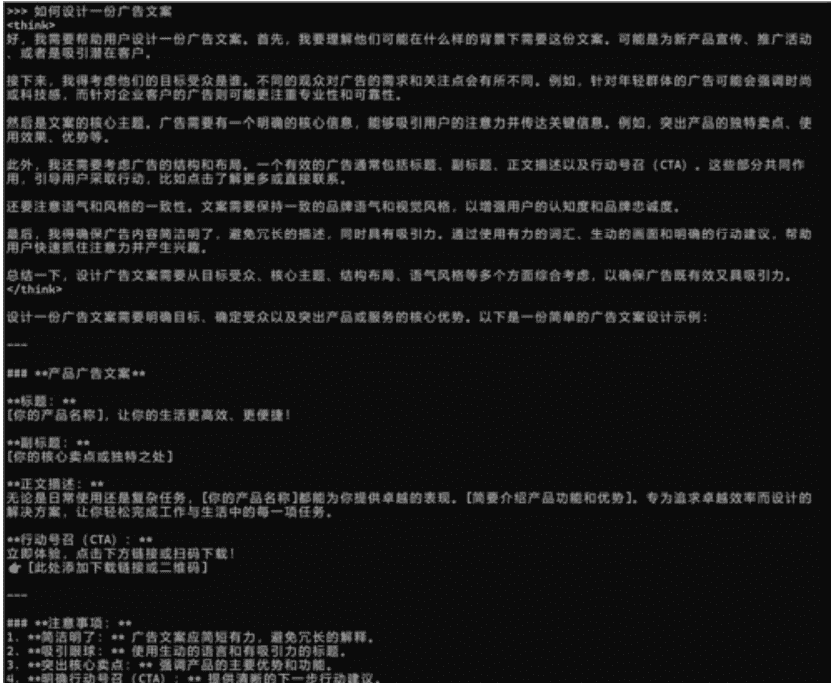 >>> 如何设计一份广告文案
<think>
好，我需要帮助用户设计一份广告文案。首先，我要理解他们可能在什么样的背景下需要这份文案。可能是为新产品宣传、推广活动
、或者是吸引潜在客户。
接下来，我得考虑他们的目标受众是谁。不同的观众对广告的需求和关注点会有所不同。例如，针对年轻群体的广告可能会强调时尚
或科技感，而针对企业客户的广告则可能更注重专业性和可靠性。
然后是文案的核心主题。广告需要有一个明确的核心信息，能够吸引用户的注意力并传达关键信息。例如，突出产品的独特卖点、使
用效果、优势等。
此外，我还需要考虑广告的结构和布局。一个有效的广告通常包括标题、副标题、正文描述以及行动号召（CTA）。这些部分共同作
用，引导用户采取行动，比如点击了解更多或直接联系。
还要注意语气和风格的一致性。文案需要保持一致的品牌语气和视觉风格，以增强用户的认知度和品牌忠诚度。
最后，我得确保广告内容简洁明了，避免冗长的描述，同时具有吸引力。通过使用有力的词汇、生动的画面和明确的行动建议，帮助
用户快速抓住注意力并产生兴趣。
总结一下，设计广告文案需要从目标受众、核心主题、结构布局、语气风格等多个方面综合考虑，以确保广告既有效又具吸引力。
</think>
设计一份广告文案需要明确目标、确定受众以及突出产品或服务的核心优势。以下是一份简单的广告文案设计示例：
---
### **产品广告文案**
**标题：**
[你的产品名称]，让你的生活更高效、更便捷！
**副标题：**
[你的核心卖点或独特之处]
**正文描述：**
无论是日常使用还是复杂任务，[你的产品名称]都能为你提供卓越的表现。[简要介绍产品功能和优势]。专为追求卓越效率而设计的
解决方案，让你轻松完成工作与生活中的每一项任务。
**行动号召（CTA）：**
立即体验，点击下方链接或扫码下载！
👉 [此处添加下载链接或二维码]
---
### **注意事项：**
1. **简洁明了：** 广告文案应简短有力，避免冗长的解释。
2. **吸引眼球：** 使用生动的语言和有吸引力的标题。
3. **突出核心卖点：** 强调产品的主要优势和功能。
4. **明确行动号召（CTA）：** 提供清晰的下一步行动建议。